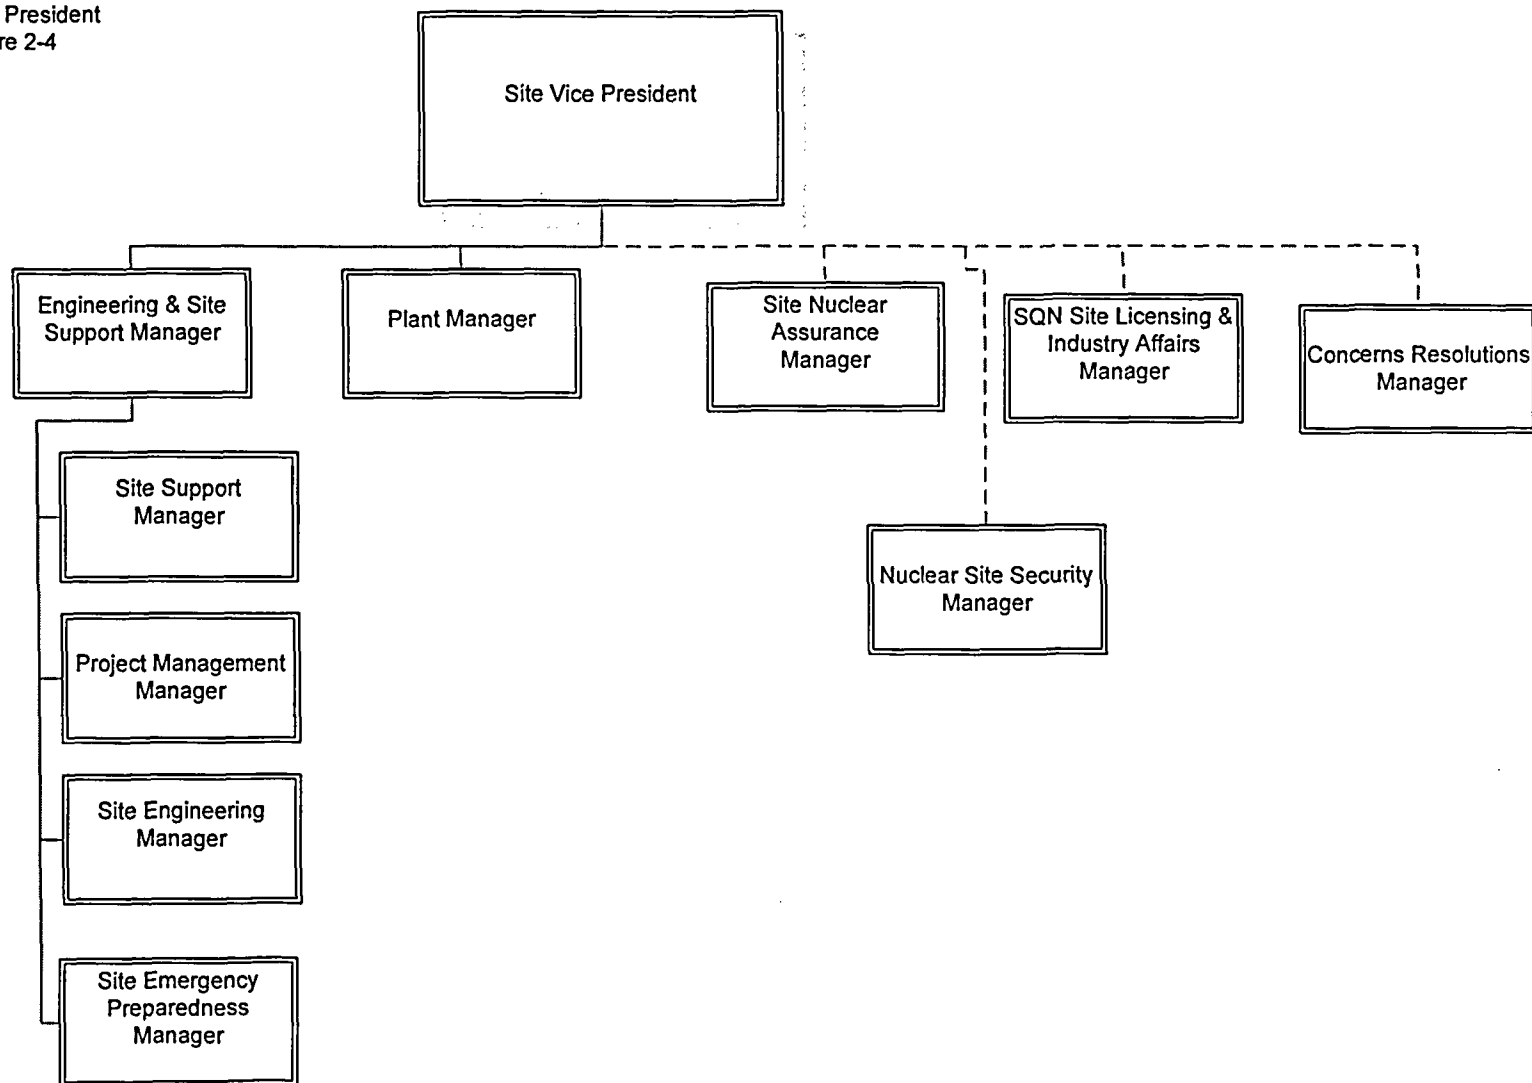 President
re 2-4
Site Vice President
Engineering & Site
Support Manager
Plant Manager
Site Nuclear
Assurance
Manager
SQN Site Licensing &
Industry Affairs
Manager
Concerns Resolutions
Manager
Site Support
Manager
Nuclear Site Security
Manager
Project Management
Manager
Site Engineering
Manager
Site Emergency
Preparedness
Manager